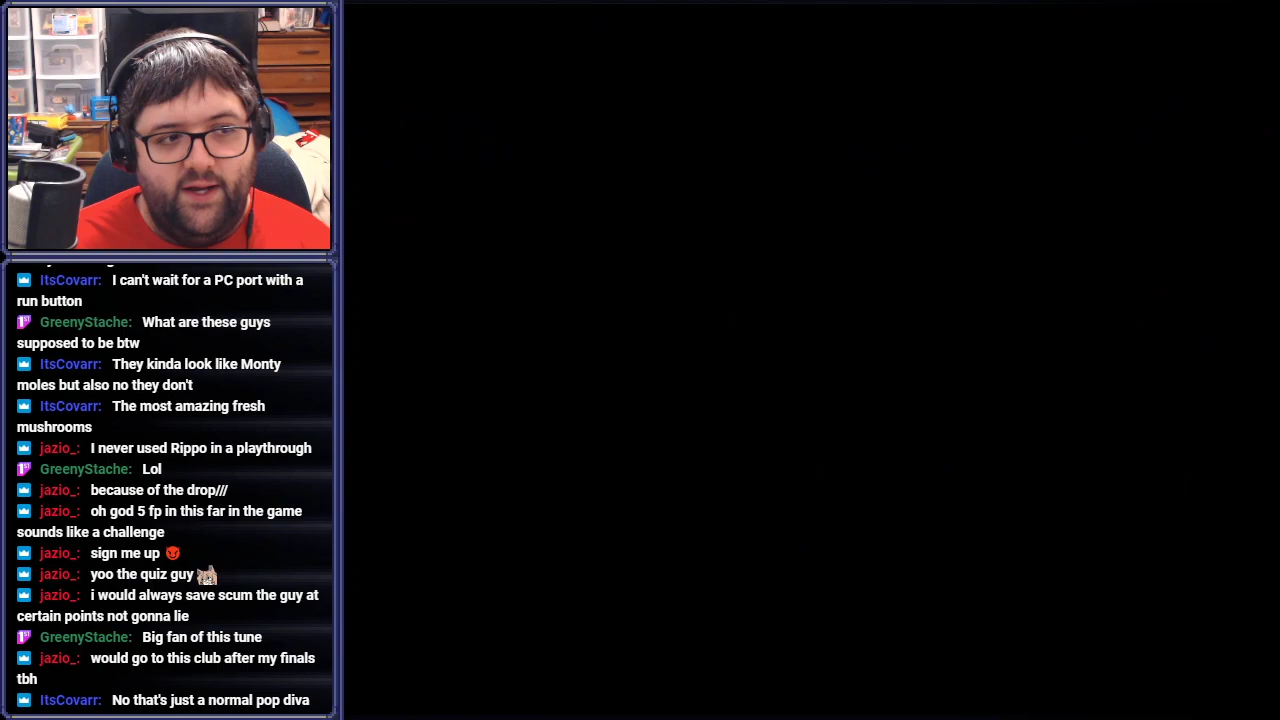 ItsCovarr: I can't wait for a PC port with a
run button
GreenyStache: What are these guys
supposed to be btw
ItsCovarr: They kinda look like Monty
moles but also no they don't
ItsCovarr: The most amazing fresh
mushrooms
jazio_: I never used Rippo in a playthrough
GreenyStache: Lol
jazio_: because of the drop///
jazio_: oh god 5 fp in this far in the game
sounds like a challenge
jazio_: sign me up 😈
jazio_: yoo the quiz guy
jazio_: i would always save scum the guy at
certain points not gonna lie
GreenyStache: Big fan of this tune
jazio_: would go to this club after my finals
tbh
ItsCovarr: No that's just a normal pop diva